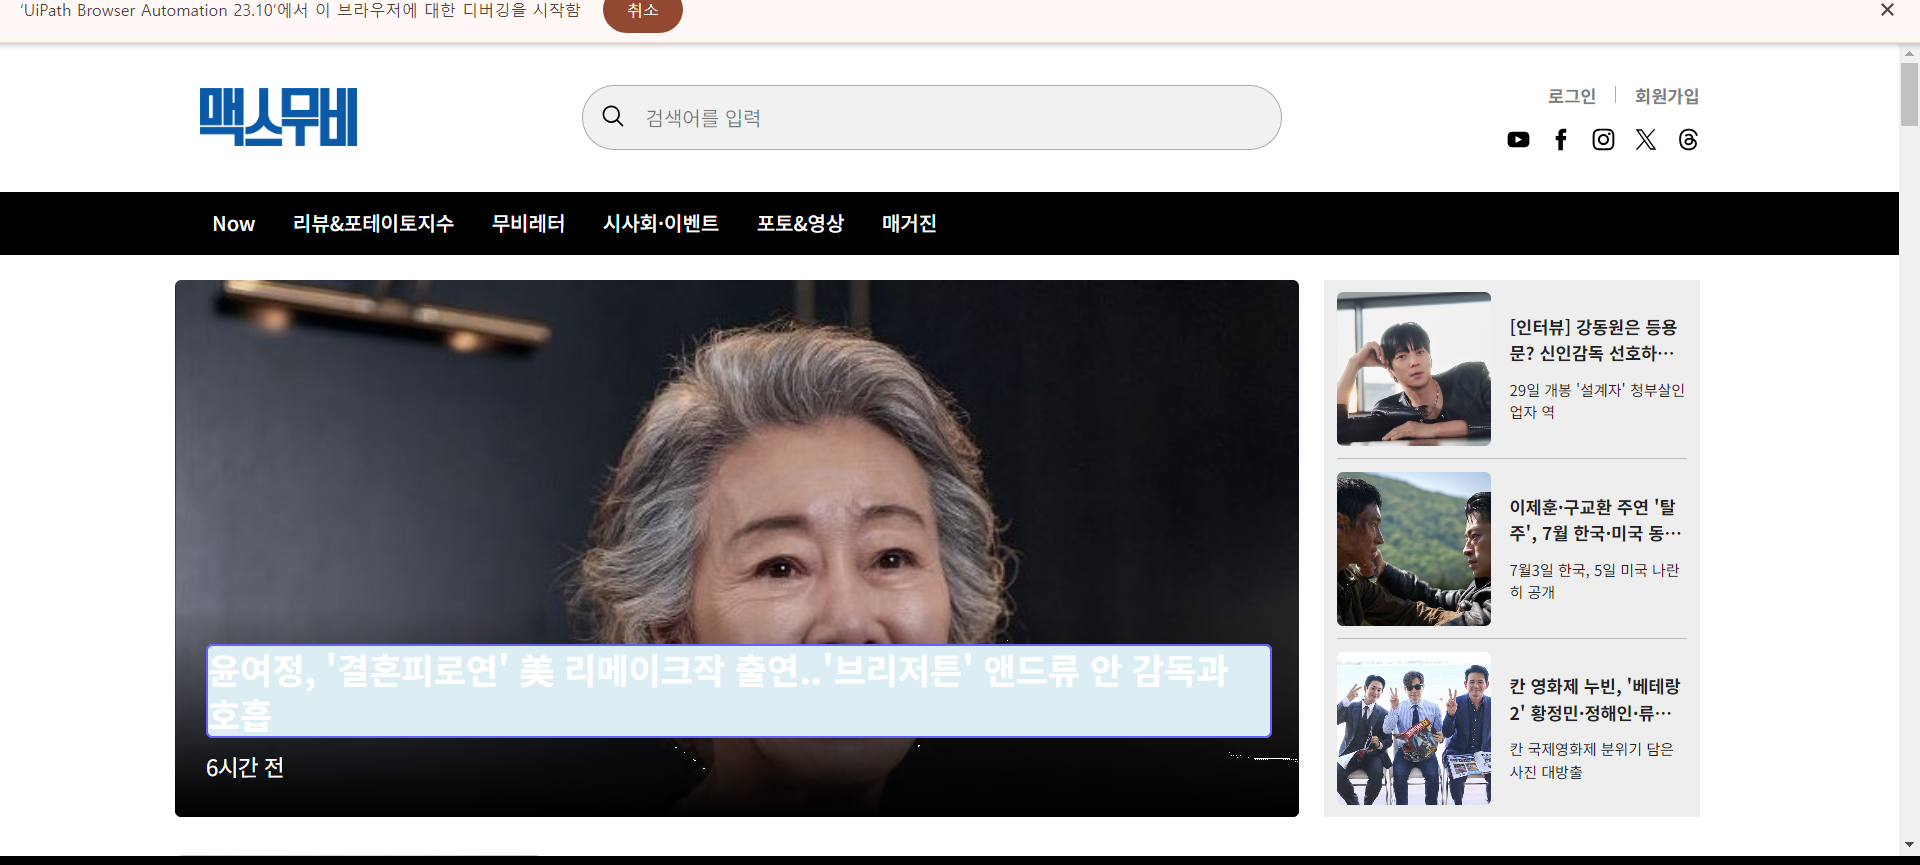 'UiPath Browser Automation 23.10'에서 이 브라우저에 대한 디버깅을 시작함
취소
맥스무비
검색어를 입력
로그인
회원가입
Now
리뷰&포테이토지수
무비레터
시사회·이벤트
포토&영상
매거진
윤여정, '결혼피로연' 美 리메이크작 출연..'브리저튼' 앤드류 안 감독과
호흡
6시간 전
[인터뷰] 강동원은 등용
문? 신인감독 선호하…
29일 개봉 '설계자' 청부살인
업자 역
이제훈·구교환 주연 '탈
주', 7월 한국·미국 동…
7월3일 한국, 5일 미국 나란
히 공개
칸 영화제 누빈, '베테랑
2' 황정민·정해인·류…
칸 국제영화제 분위기 담은
사진 대방출